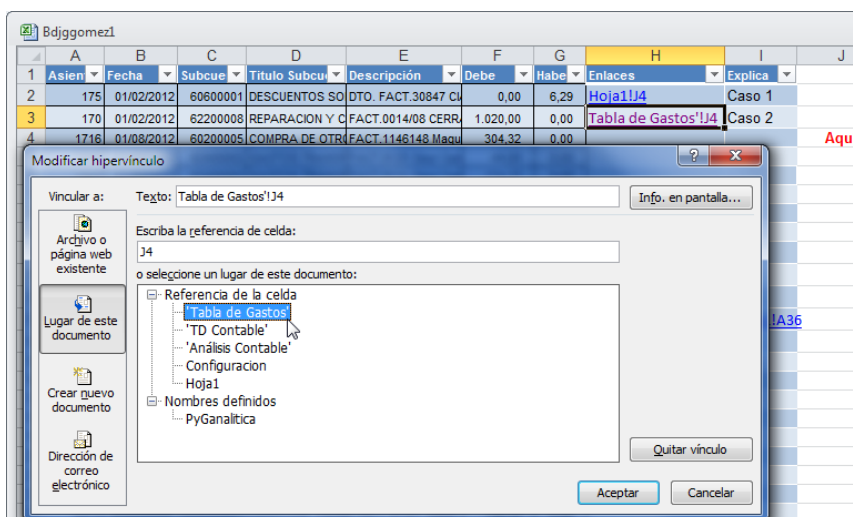 Bdjggomez1
A B C D E F G H I J
1 Asien Fecha Subcue Titulo Subcu Descripción Debe Habe Enlaces Explica
2 175 01/02/2012 60600001 DESCUENTOS SO DTO. FACT.30847 CL 0,00 6,29 Hoja1!J4 Caso 1
3 170 01/02/2012 62200008 REPARACION Y C FACT.0014/08 CERRA 1.020,00 0,00 Tabla de Gastos'!J4 Caso 2
4 1716 01/08/2012 60200005 COMPRA DE OTRO FACT.1146148 Maqu 304,32 0,00 Aqu
Modificar hipervínculo
Vincular a:
Texto: Tabla de Gastos'!J4
Info. en pantalla...
Archivo o
página web
existente
Escriba la referencia de celda:
J4
o seleccione un lugar de este documento:
Referencia de la celda
'Tabla de Gastos'
'TD Contable'
'Análisis Contable'
Configuracion
Hoja1
Nombres definidos
PyGanalitica
Lugar de este
documento
!A36
Crear nuevo
documento
Dirección de
correo
electrónico
Quitar vínculo
Aceptar Cancelar